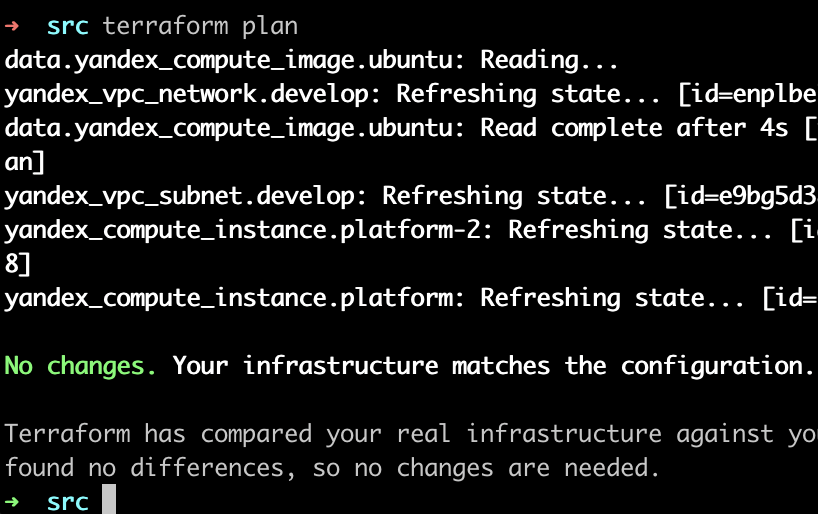 ➜  src terraform plan
data.yandex_compute_image.ubuntu: Reading...
yandex_vpc_network.develop: Refreshing state... [id=enplbe
data.yandex_compute_image.ubuntu: Read complete after 4s [
an]
yandex_vpc_subnet.develop: Refreshing state... [id=e9bg5d3
yandex_compute_instance.platform-2: Refreshing state... [i
8]
yandex_compute_instance.platform: Refreshing state... [id=
No changes. Your infrastructure matches the configuration.
Terraform has compared your real infrastructure against yo
found no differences, so no changes are needed.
➜  src